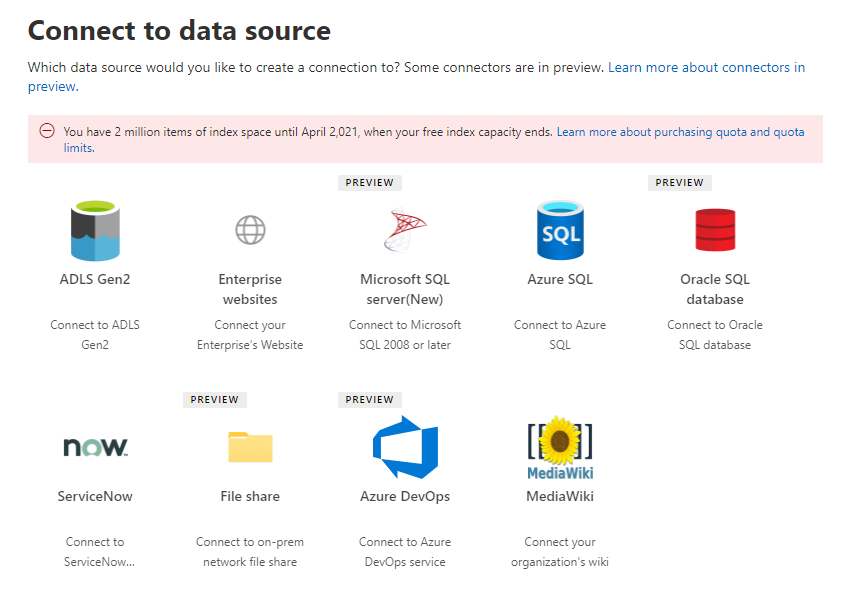 Connect to data source
Which data source would you like to create a connection to? Some connectors are in preview. Learn more about connectors in
preview.
You have 2 million items of index space until April 2,021, when your free index capacity ends. Learn more about purchasing quota and quota
limits.
PREVIEW
PREVIEW
SQL
ADLS Gen2
Enterprise
websites
Microsoft SQL
server(New)
Azure SQL
Oracle SQL
database
Connect to ADLS
Gen2
Connect your
Enterprise's Website
Connect to Microsoft
SQL 2008 or later
Connect to Azure
SQL
Connect to Oracle
SQL database
PREVIEW
PREVIEW
now.
[[ ]]
MediaWiki
ServiceNow
File share
Azure DevOps
MediaWiki
Connect to
ServiceNow...
Connect to on-prem
network file share
Connect to Azure
DevOps service
Connect your
organization's wiki